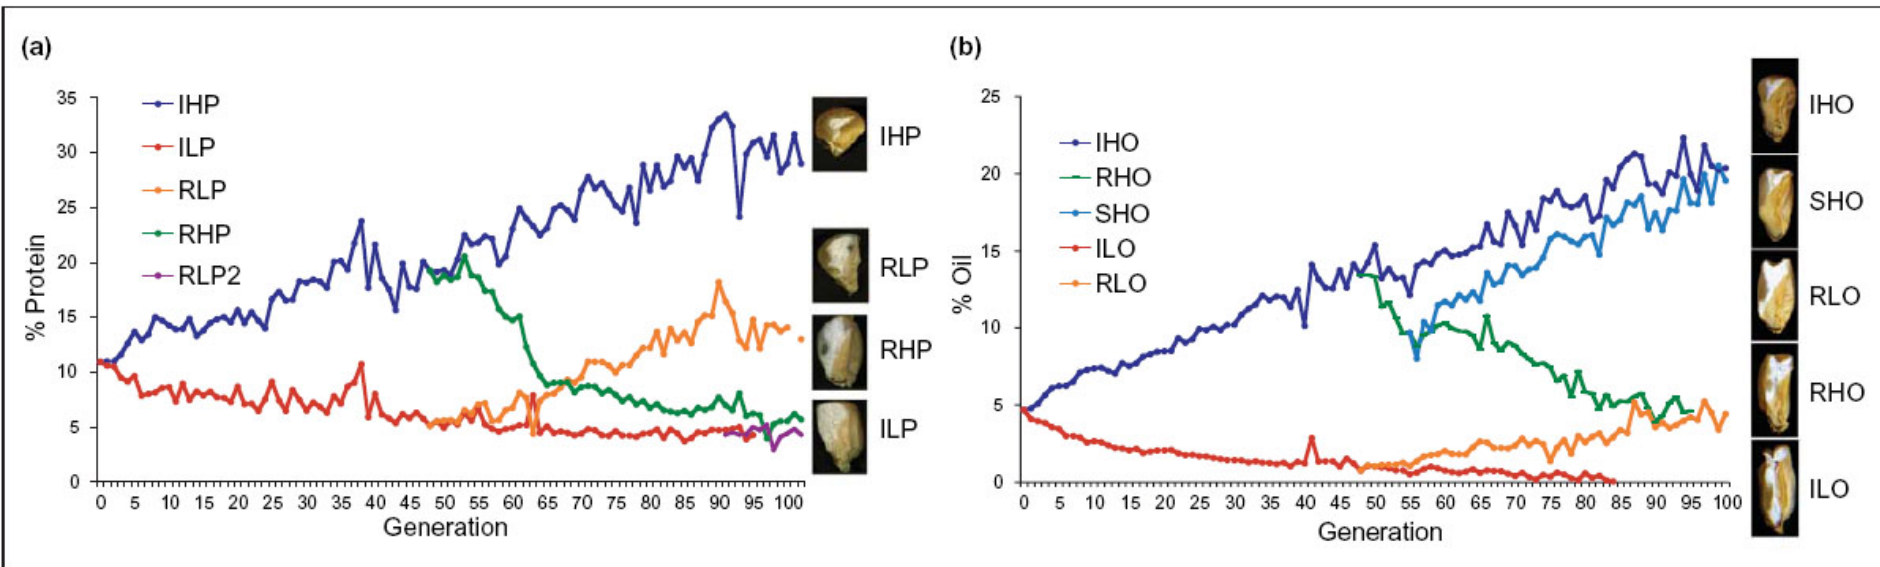 (a)
% Protein
35
30
25
20
15
10
5
0
IHP
ILP
RLP
RHP
RLP2
0 5 10 15 20 25 30 35 40 45 50 55 60 65 70 75 80 85 90 95 100
Generation
IHP
RLP
RHP
ILP
(b)
% Oil
25
20
15
10
5
0
IHO
RHO
SHO
ILO
RLO
0 5 10 15 20 25 30 35 40 45 50 55 60 65 70 75 80 85 90 95 100
Generation
IHO
SHO
RLO
RHO
ILO